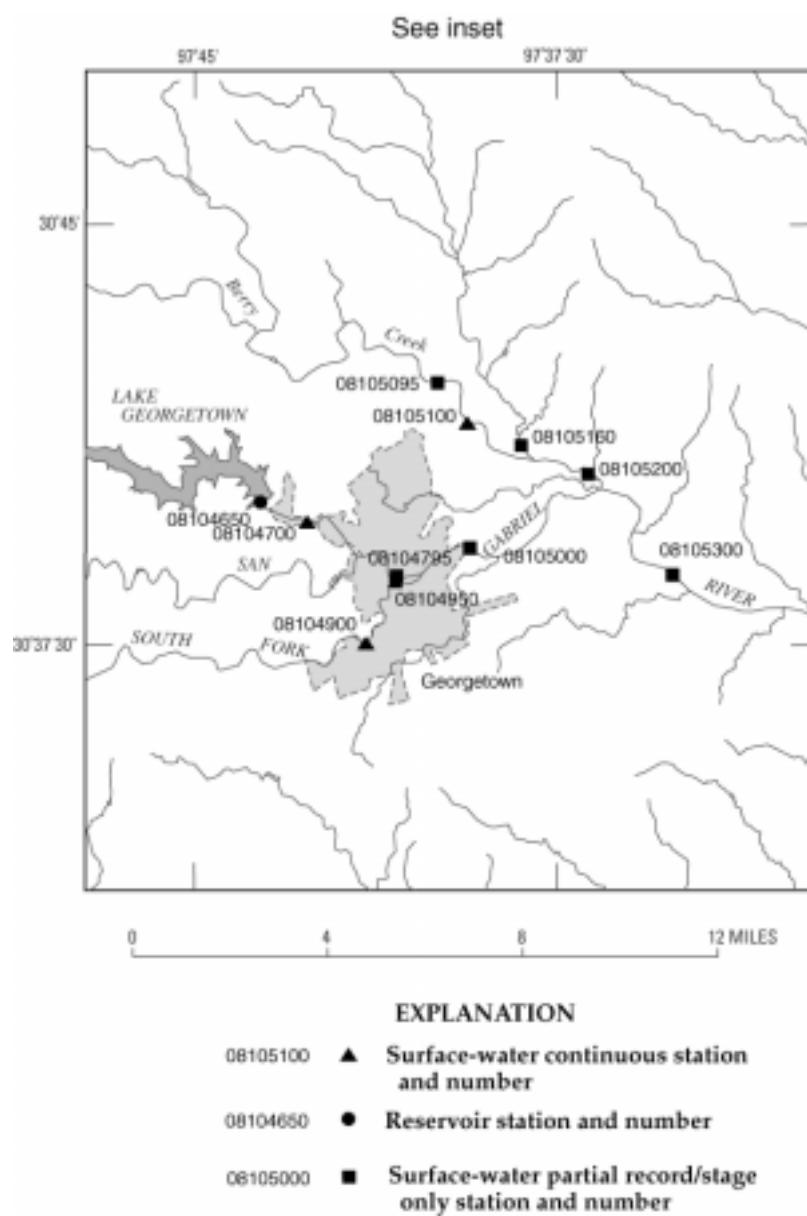 See inset
97°45'
97°37'30"
30°45'
Berry
Creek
08105095
LAKE
GEORGETOWN
08105100
08105160
08105200
08104650
08104700
GABRIEL
08105300
08104795
08105000
SAN
08104950
RIVER
08104900
SOUTH
FORK
30°37'30"
Georgetown
0 4 8 12 MILES
EXPLANATION
08105100 Surface-water continuous station
and number
08104650 Reservoir station and number
08105000 Surface-water partial record/stage
only station and number